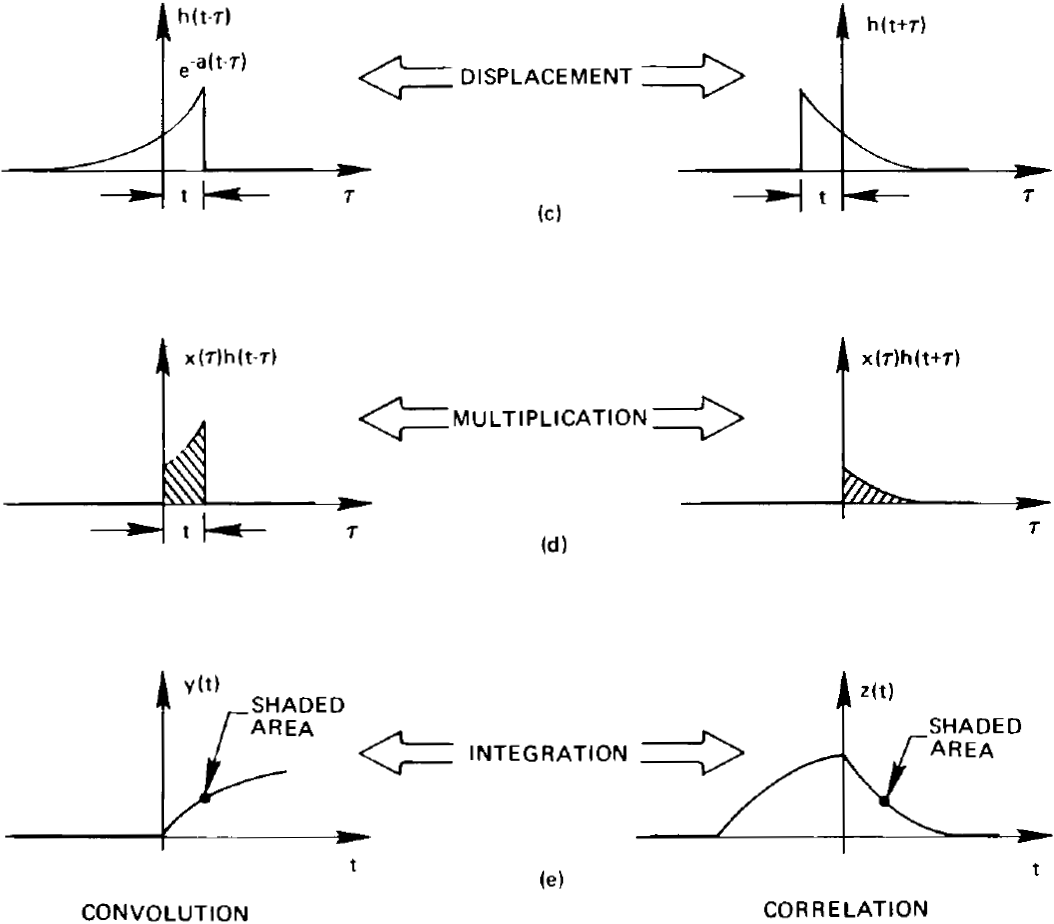 h(t-τ)
e-a(t-τ)
DISPLACEMENT
h(t+τ)
t
τ
t
τ
(c)
x(τ)h(t-τ)
MULTIPLICATION
x(τ)h(t+τ)
t
τ
τ
(d)
y(t)
SHADED
AREA
INTEGRATION
z(t)
SHADED
AREA
t
t
(e)
CONVOLUTION
CORRELATION